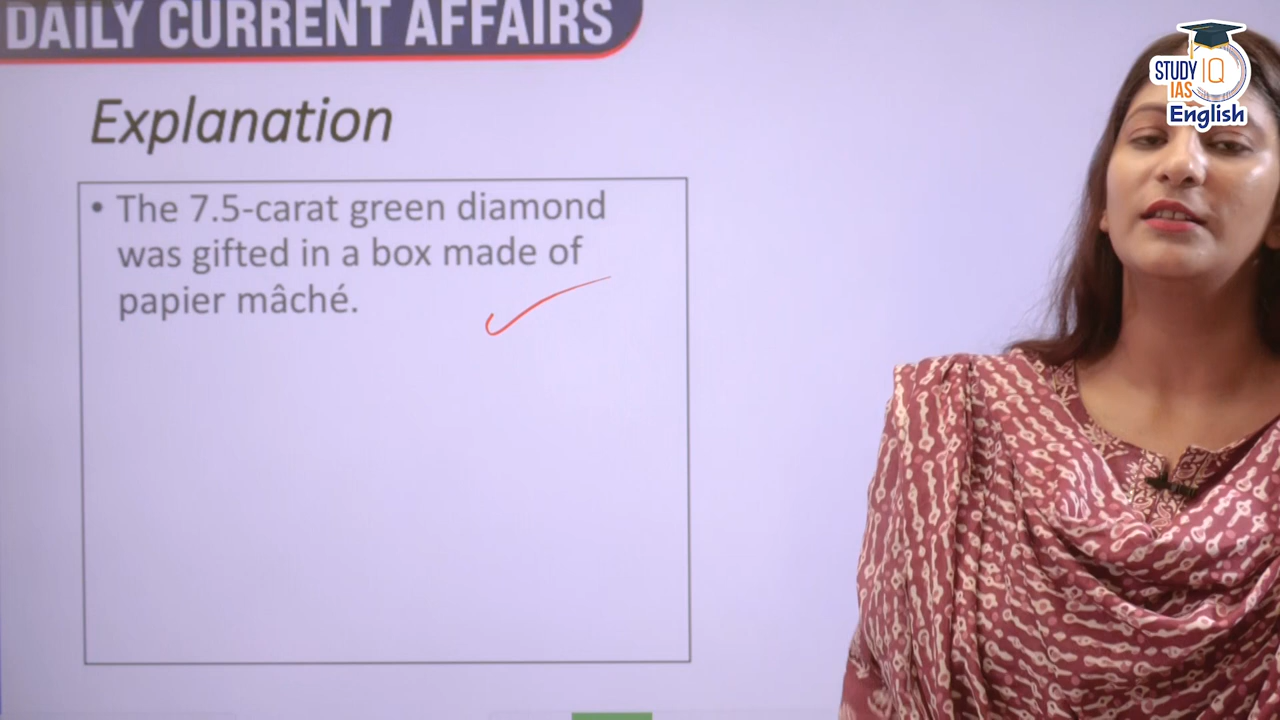 DAILY CURRENT AFFAIRS
STUDY IQ
IAS
English
Explanation
• The 7.5-carat green diamond
was gifted in a box made of
papier mâché.